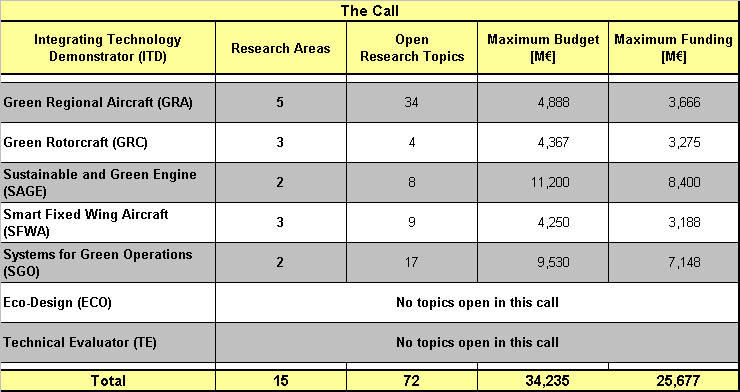 The Call
Integrating Technology Demonstrator (ITD) Research Areas Open Research Topics Maximum Budget [M€] Maximum Funding [M€]
Green Regional Aircraft (GRA) 5 34 4,888 3,666
Green Rotorcraft (GRC) 3 4 4,367 3,275
Sustainable and Green Engine (SAGE) 2 8 11,200 8,400
Smart Fixed Wing Aircraft (SFWA) 3 9 4,250 3,188
Systems for Green Operations (SGO) 2 17 9,530 7,148
Eco-Design (ECO) No topics open in this call
Technical Evaluator (TE) No topics open in this call
Total 15 72 34,235 25,677